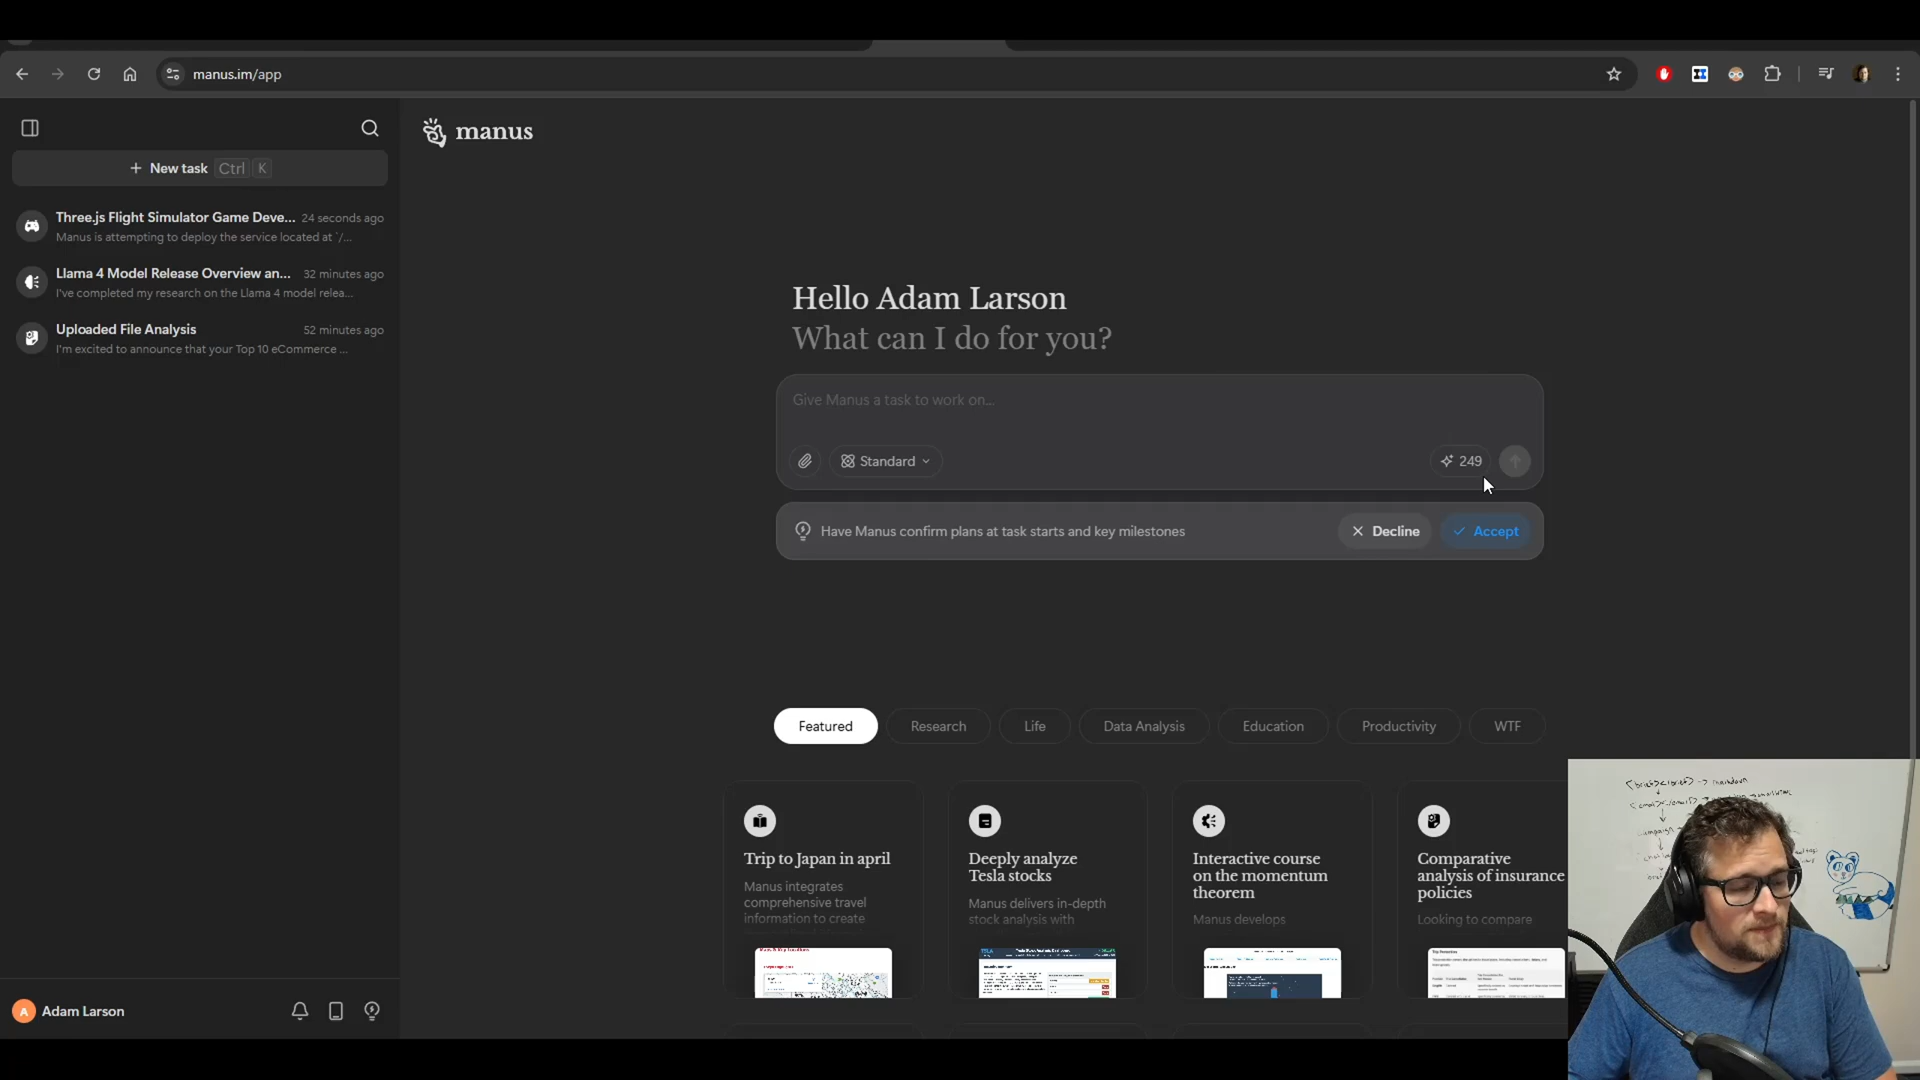 manus.im/app
manus
New task Ctrl K
Three.js Flight Simulator Game Deve... 24 seconds ago
Manus is attempting to deploy the service located at `/...
Llama 4 Model Release Overview an... 32 minutes ago
I've completed my research on the Llama 4 model relea...
Uploaded File Analysis 52 minutes ago
I'm excited to announce that your Top 10 eCommerce ...
Hello Adam Larson
What can I do for you?
Give Manus a task to work on...
Standard 249
Have Manus confirm plans at task starts and key milestones Decline Accept
Featured Research Life Data Analysis Education Productivity WTF
Trip to Japan in april
Manus integrates
comprehensive travel
information to create
Deeply analyze
Tesla stocks
Manus delivers in-depth
stock analysis with
Interactive course
on the momentum
theorem
Manus develops
Comparative
analysis of insurance
policies
Looking to compare
A Adam Larson